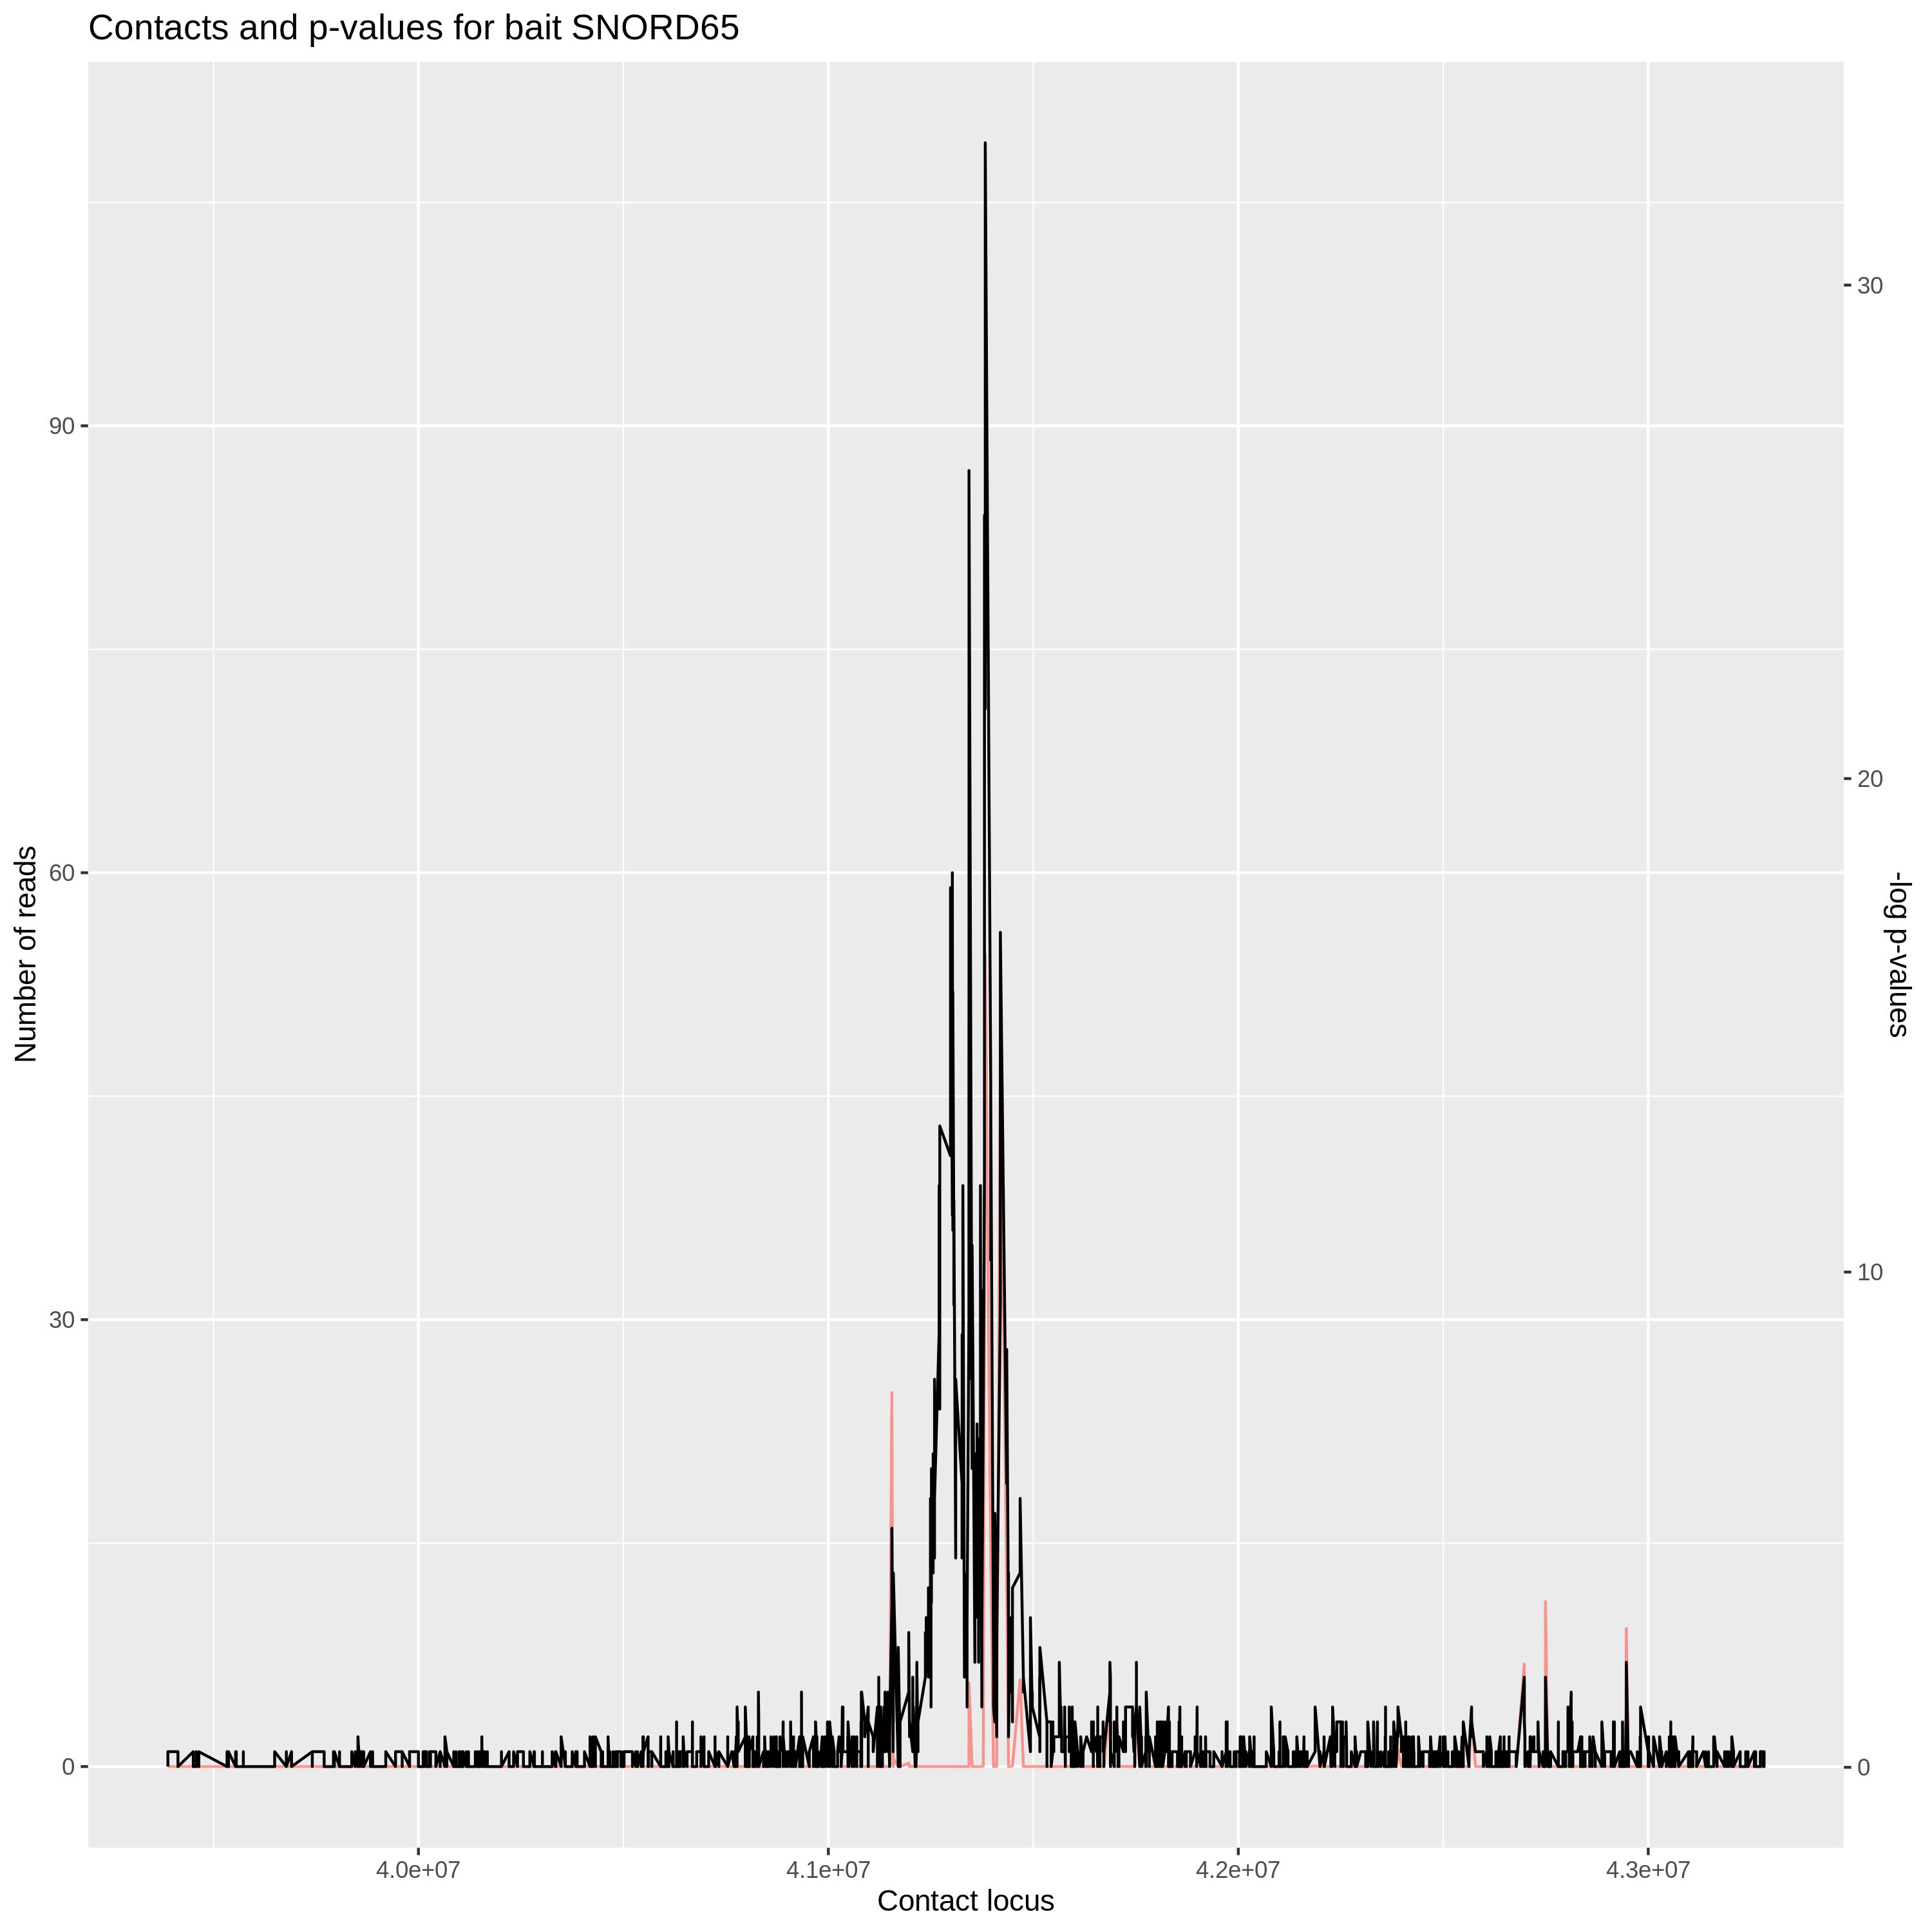 Contacts and p-values for bait SNORD65
Number of reads
90
60
30
0
30
20
10
0
-log p-values
4.0e+07
4.1e+07
4.2e+07
4.3e+07
Contact locus